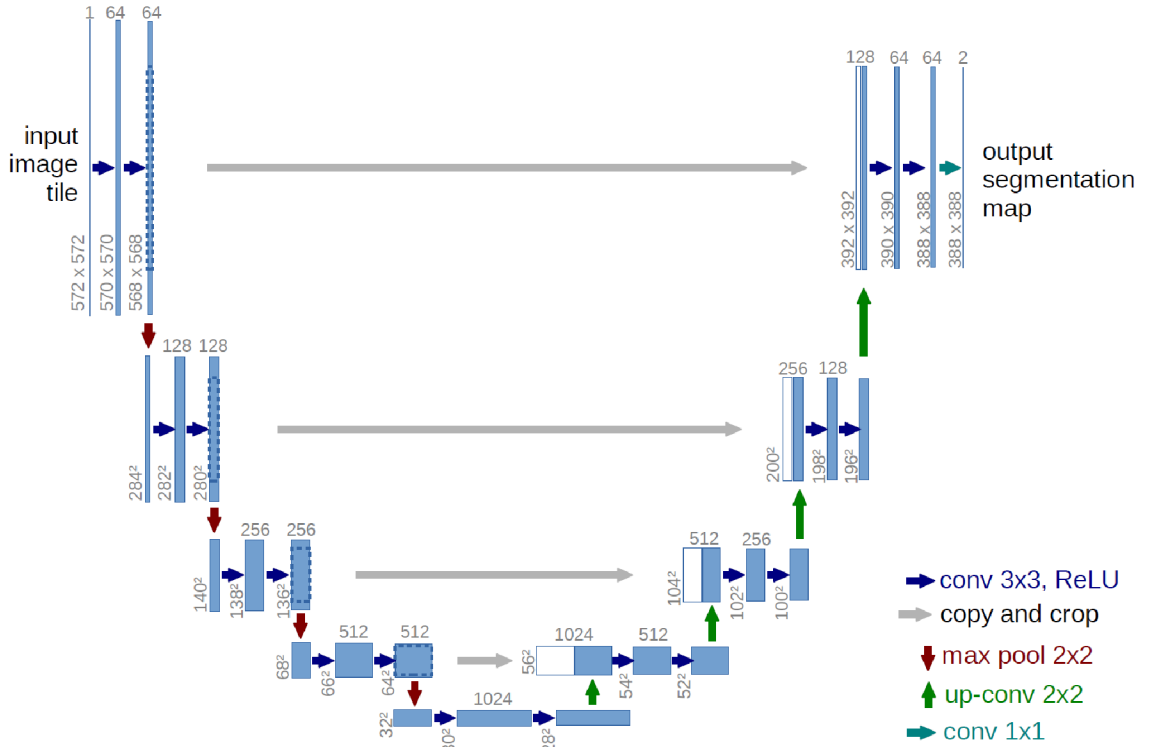 1 64 64
input
image
tile
572 x 572
570 x 570
568 x 568
128 64 64 2
output
segmentation
map
392 x 392
390 x 390
388 x 388
388 x 388
128 128
284²
282²
280²
256 128
200²
198²
196²
256 256
140²
138²
136²
512 256
104²
102²
100²
512 512
68²
66²
64²
1024 512
56²
54²
52²
1024
32²
conv 3x3, ReLU
copy and crop
max pool 2x2
up-conv 2x2
conv 1x1